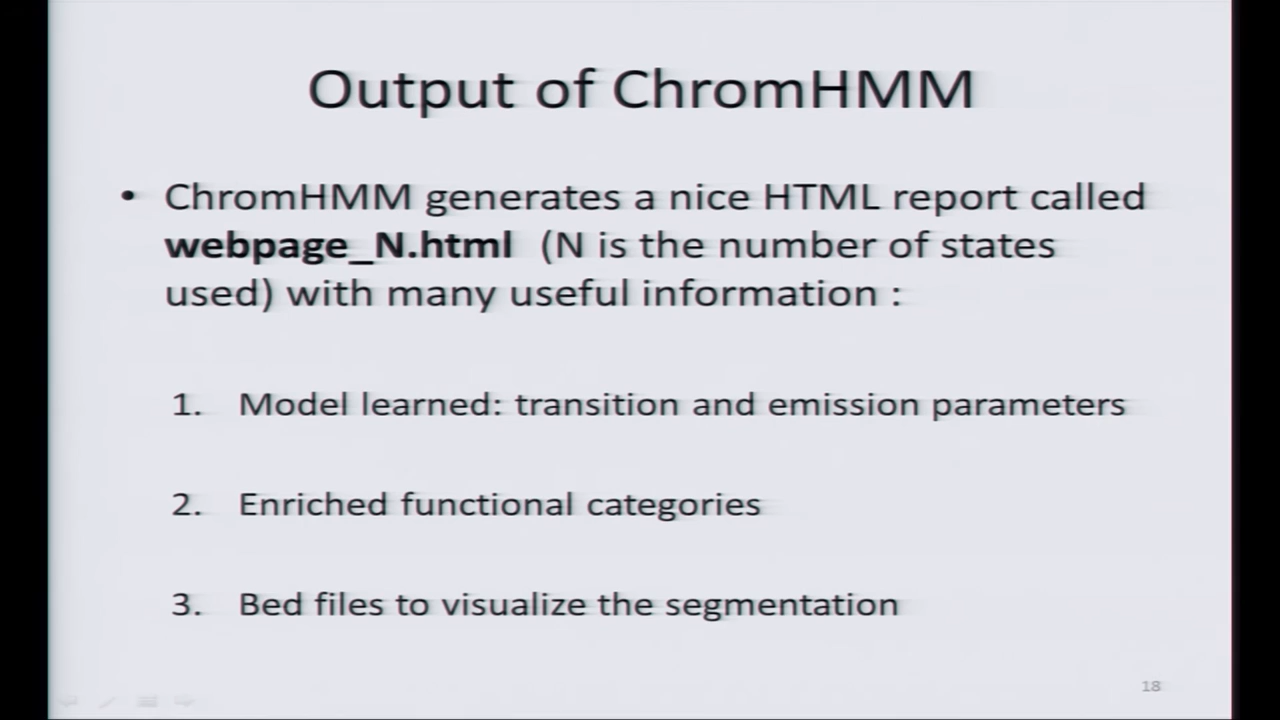 Output of ChromHMM
• ChromHMM generates a nice HTML report called
webpage_N.html (N is the number of states
used) with many useful information :
1. Model learned: transition and emission parameters
2. Enriched functional categories
3. Bed files to visualize the segmentation
18